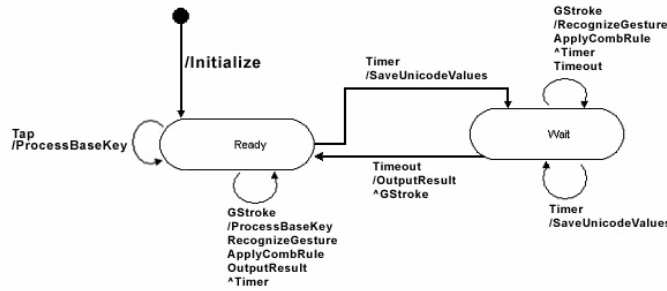 GStroke
/RecognizeGesture
ApplyCombRule
^Timer
Timeout
/Initialize
Timer
/SaveUnicodeValues
Tap
/ProcessBaseKey
Ready
Wait
Timeout
/OutputResult
^GStroke
GStroke
/ProcessBaseKey
RecognizeGesture
ApplyCombRule
OutputResult
^Timer
Timer
/SaveUnicodeValues